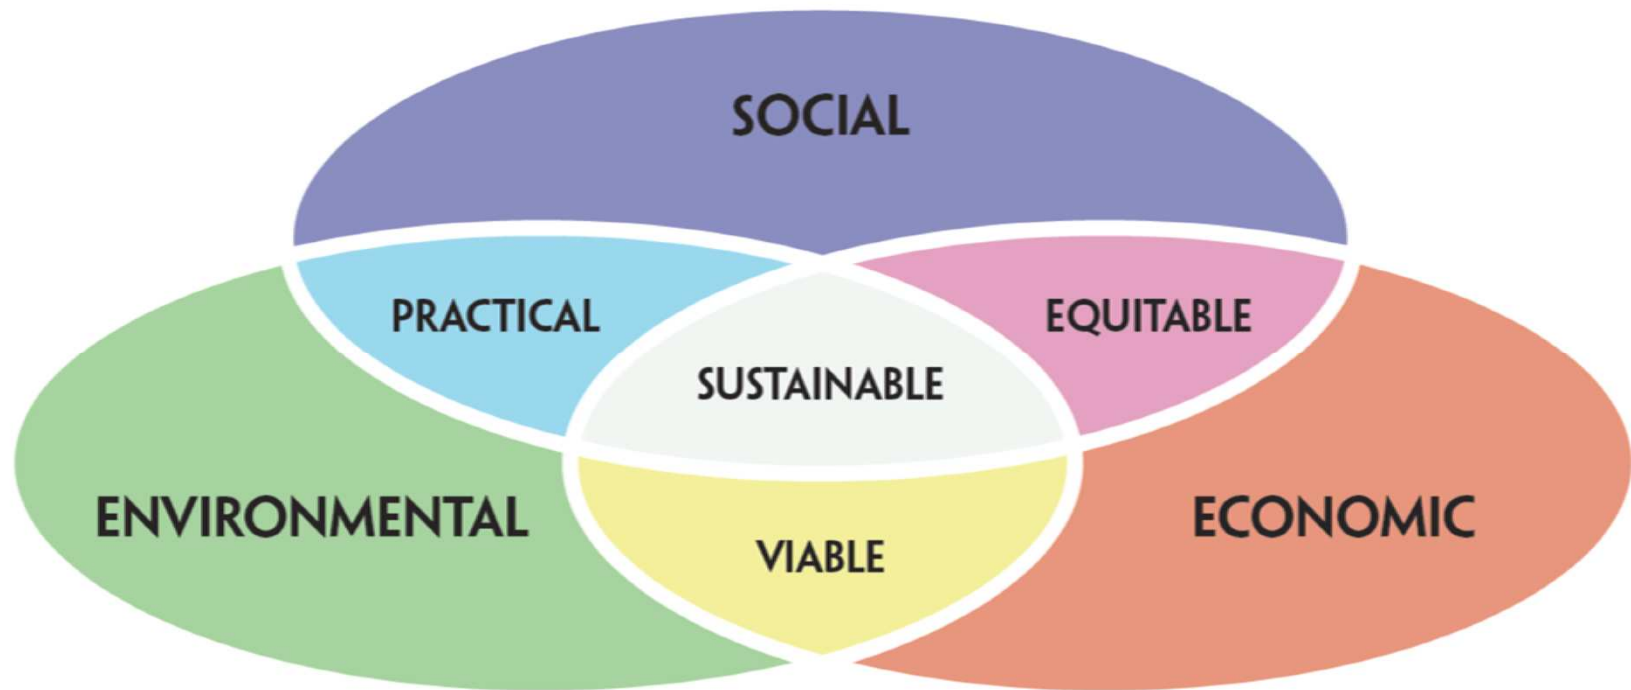 SOCIAL
PRACTICAL
EQUITABLE
SUSTAINABLE
ENVIRONMENTAL
ECONOMIC
VIABLE